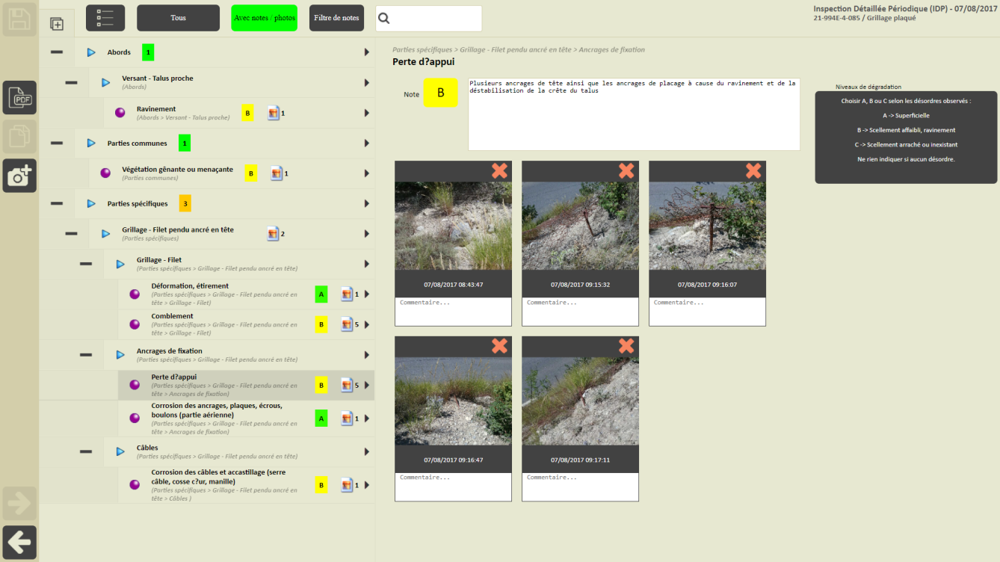 Tous
Avec notes / photos
Filtre de notes
Inspection Détaillée Périodique (IDP) - 07/08/2017
21-994E-4-085 / Grillage plaqué
PDF
Abords 1
Versant - Talus proche
(Abords)
Ravinement B 1
(Abords > Versant - Talus proche)
Parties communes 1
Végétation gênante ou menaçante B 1
(Parties communes)
Parties spécifiques 3
Grillage - Filet pendu ancré en tête 2
(Parties spécifiques)
Grillage - Filet
(Parties spécifiques > Grillage - Filet pendu ancré en tête)
Déformation, étirement
(Parties spécifiques > Grillage - Filet pendu ancré en A 1
tête > Grillage - Filet)
Comblement
(Parties spécifiques > Grillage - Filet pendu ancré en B 5
tête > Grillage - Filet)
Ancrages de fixation
(Parties spécifiques > Grillage - Filet pendu ancré en tête)
Perte d?appui
(Parties spécifiques > Grillage - Filet pendu ancré en B 5
tête > Ancrages de fixation)
Corrosion des ancrages, plaques, écrous,
boulons (partie aérienne) A 1
(Parties spécifiques > Grillage - Filet pendu ancré en
tête > Ancrages de fixation)
Câbles
(Parties spécifiques > Grillage - Filet pendu ancré en tête)
Corrosion des câbles et accastillage (serre
câble, cosse c?ur, manille) B 1
(Parties spécifiques > Grillage - Filet pendu ancré en
tête > Câbles )
Parties spécifiques > Grillage - Filet pendu ancré en tête > Ancrages de fixation
Perte d?appui
Note B
Plusieurs ancrages de tête ainsi que les ancrages de placage à cause du ravinement et de la
déstabilisation de la crête du talus
Niveaux de dégradation
Choisir A, B ou C selon les désordres observés :
A -> Superficielle
B -> Scellement affaibli, ravinement
C -> Scellement arraché ou inexistant
Ne rien indiquer si aucun désordre.
07/08/2017 08:43:47
Commentaire...
07/08/2017 09:15:32
Commentaire...
07/08/2017 09:16:07
Commentaire...
07/08/2017 09:16:47
Commentaire...
07/08/2017 09:17:11
Commentaire...